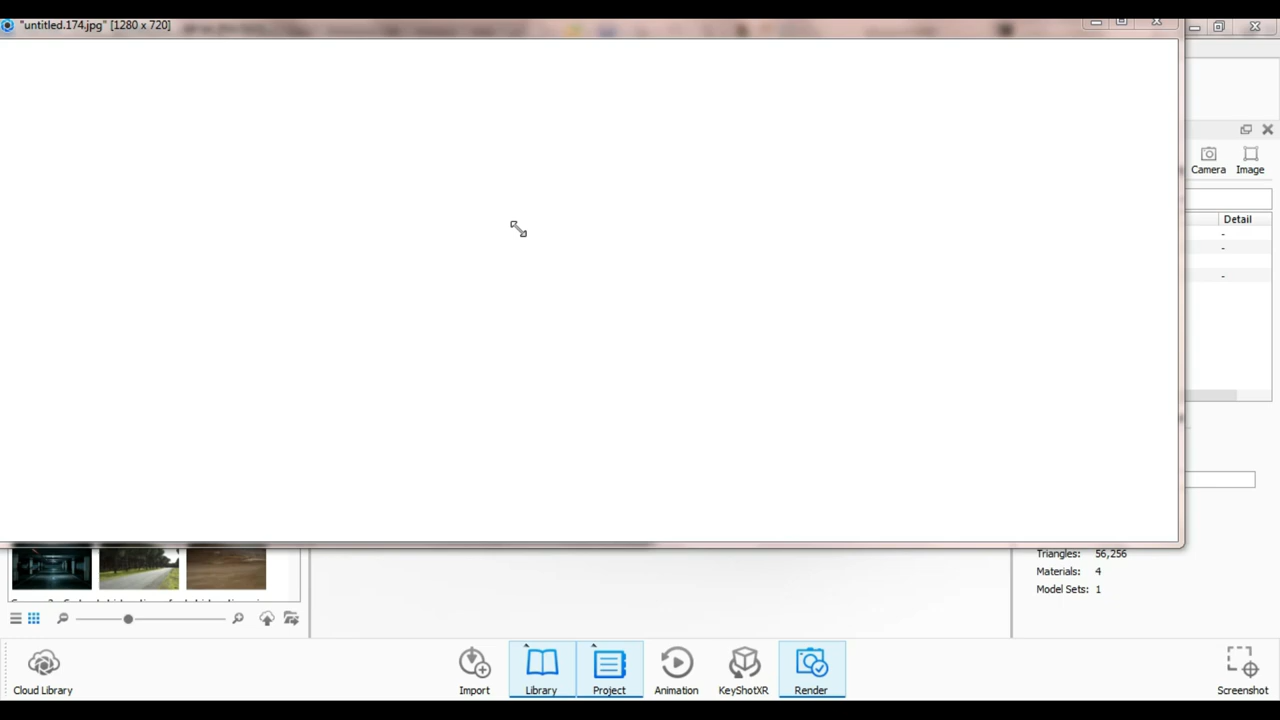 "untitled.174.jpg" [1280 x 720]
Camera
Image
Detail
-
-
-
Triangles: 56,256
Materials: 4
Model Sets: 1
Cloud Library
Import
Library
Project
Animation
KeyShotXR
Render
Screenshot